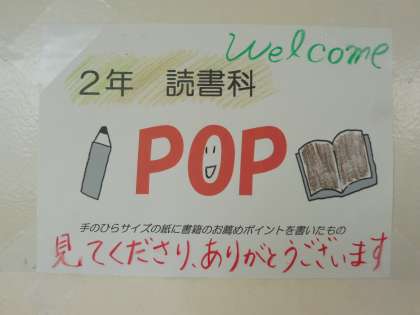 Welcome
2年 読書科
POP
手のひらサイズの紙に書籍のお薦めポイントを書いたもの
見てくださり、ありがとうございます